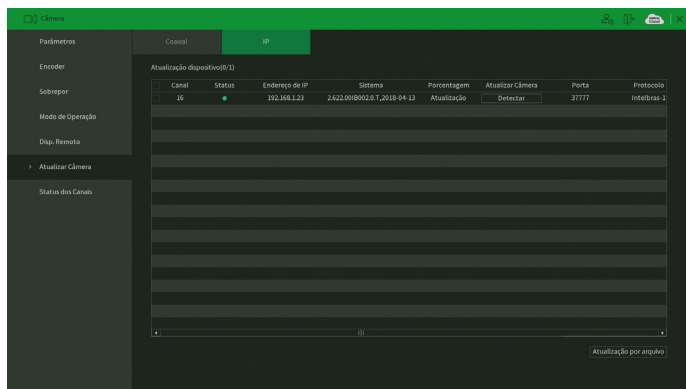 Câmera
Parâmetros
Coaxial IP
Encoder
Atualização dispositivo(0/1)
Canal Status Endereço de IP Sistema Porcentagem Atualizar Câmera Porta Protocolo
16 192.168.1.23 2.622.00IB002.0.T,2018-04-13 Atualização Detectar 37777 Intelbras-1
Sobrepor
Modo de Operação
Disp. Remoto
> Atualizar Câmera
Status dos Canais
Atualização por arquivo